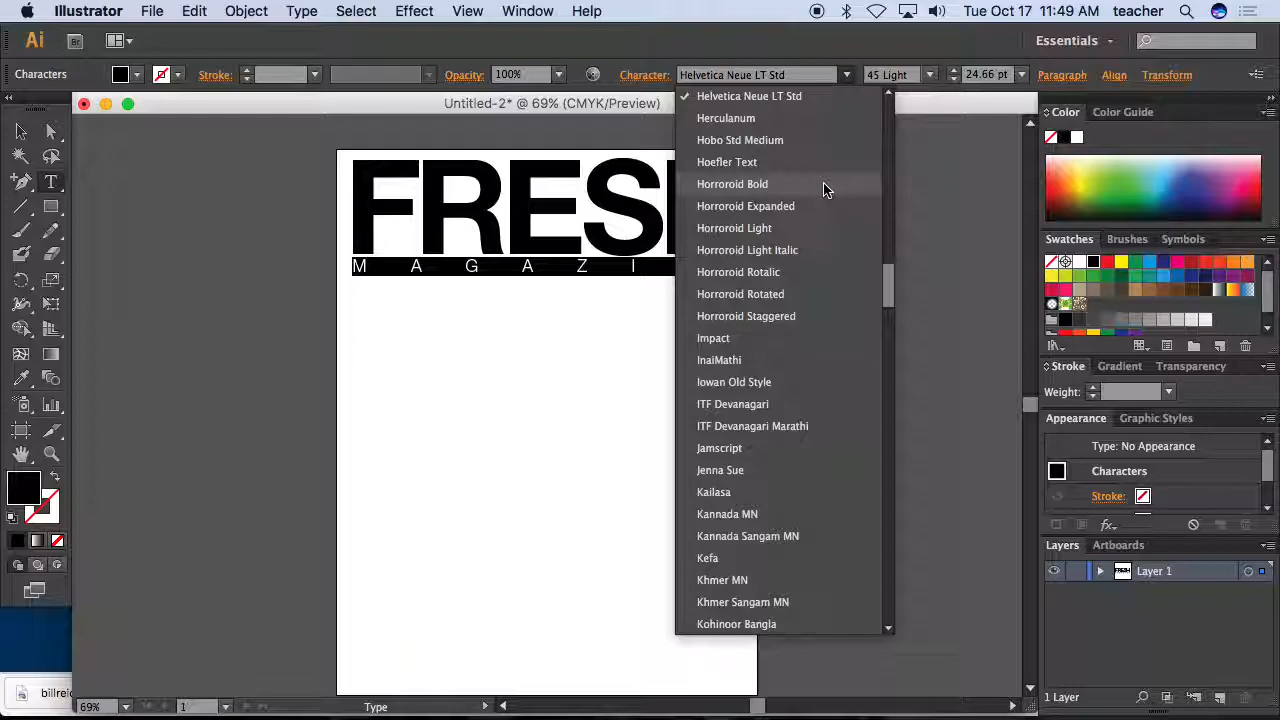 Illustrator File Edit Object Type Select Effect View Window Help Tue Oct 17 11:49 AM teacher
Ai Br Essentials
Characters Stroke: Opacity: 100% Character: Helvetica Neue LT Std 45 Light 24.66 pt Paragraph Align Transform
Untitled-2* @ 69% (CMYK/Preview)
FRES
M A G A Z I
Helvetica Neue LT Std
Herculanum
Hobo Std Medium
Hoefler Text
Horroroid Bold
Horroroid Expanded
Horroroid Light
Horroroid Light Italic
Horroroid Rotalic
Horroroid Rotated
Horroroid Staggered
Impact
InaiMathi
Iowan Old Style
ITF Devanagari
ITF Devanagari Marathi
Jamscript
Jenna Sue
Kailasa
Kannada MN
Kannada Sangam MN
Kefa
Khmer MN
Khmer Sangam MN
Kohinoor Bangla
Color Color Guide
Swatches Brushes Symbols
Stroke Gradient Transparency
Weight:
Appearance Graphic Styles
Type: No Appearance
Characters
Stroke:
fx
Layers Artboards
Layer 1
1 Layer
billreid
69% 1 Type